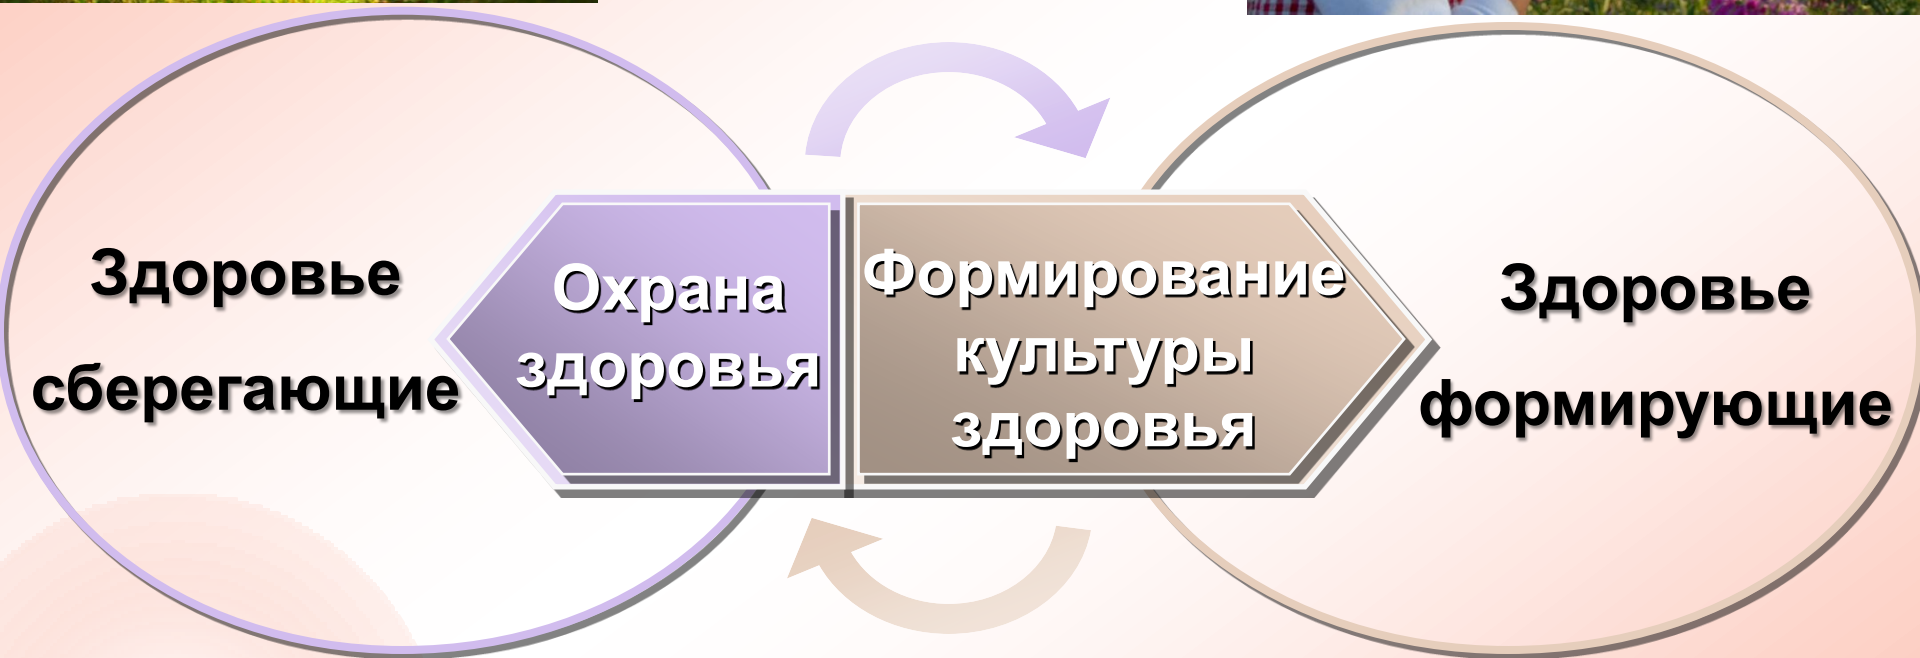 Здоровье
сберегающие
Охрана
здоровья
Формирование
культуры
здоровья
Здоровье
формирующие